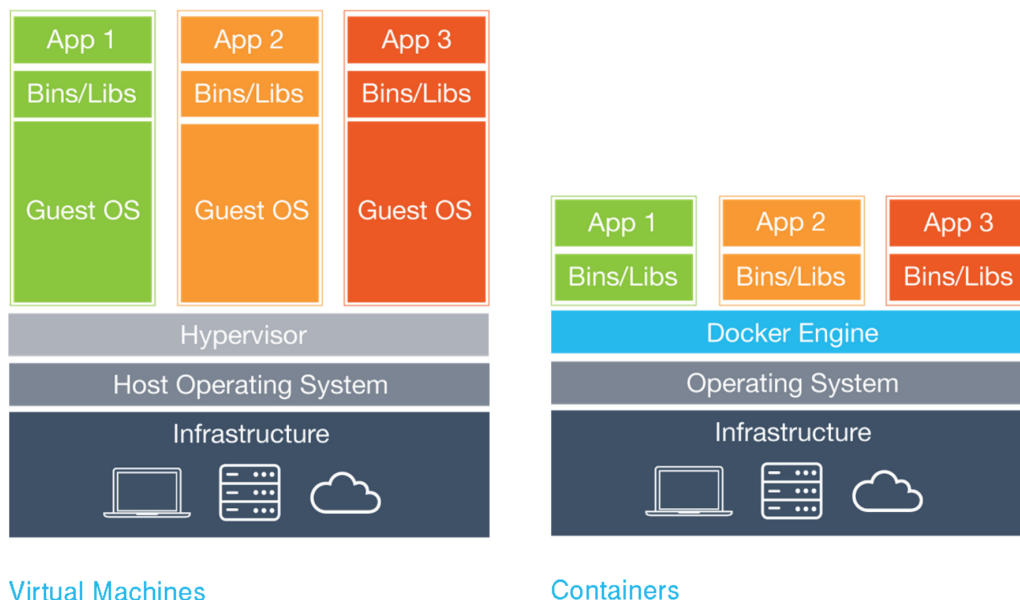 App 1
App 2
App 3
Bins/Libs
Bins/Libs
Bins/Libs
Guest OS
Guest OS
Guest OS
Hypervisor
Host Operating System
Infrastructure
Virtual Machines
App 1
App 2
App 3
Bins/Libs
Bins/Libs
Bins/Libs
Docker Engine
Operating System
Infrastructure
Containers